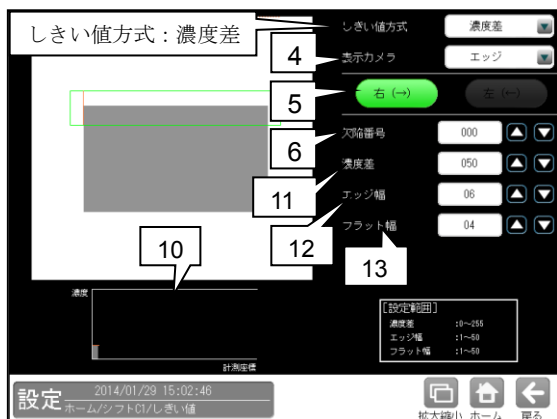 しきい値方式:濃度差
しきい値方式 濃度差
4
表示カメラ エッジ
5
右 (→) 左 (←)
6
欠陥番号 000
11
濃度差 050
12
エッジ幅 06
13
フラット幅 04
10
濃度
計測座標
[設定範囲]
濃度差 :0~255
エッジ幅 :1~50
フラット幅 :1~50
設定 2014/01/29 15:02:46
ホーム/シフトC1/しきい値
拡大縮小 ホーム 戻る